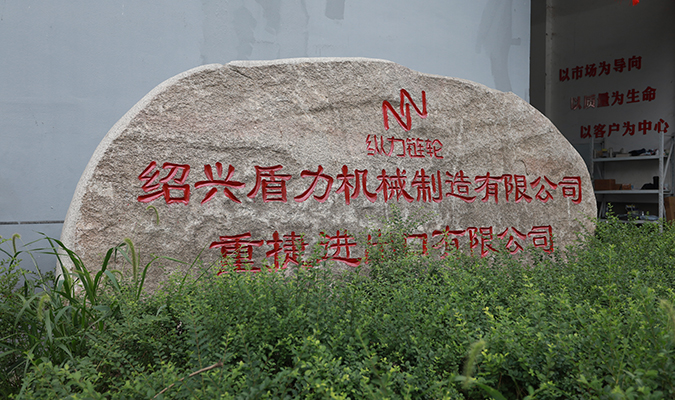 纵力链轮
绍兴盾力机械制造有限公司
重捷进出口有限公司
以市场为导向
以质量为生命
以客户为中心